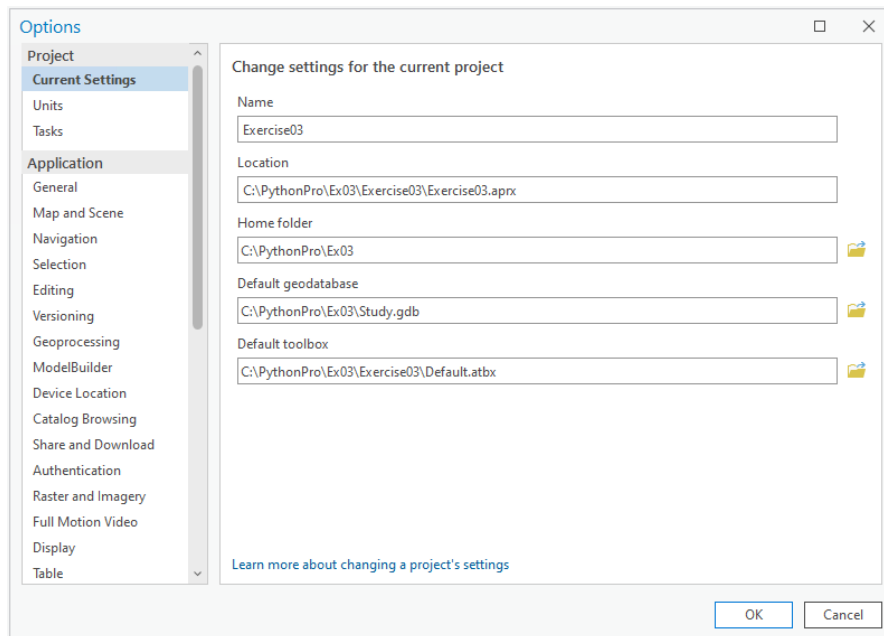 Options
Project
Current Settings
Units
Tasks
Application
General
Map and Scene
Navigation
Selection
Editing
Versioning
Geoprocessing
ModelBuilder
Device Location
Catalog Browsing
Share and Download
Authentication
Raster and Imagery
Full Motion Video
Display
Table
Change settings for the current project
Name
Exercise03
Location
C:\PythonPro\Ex03\Exercise03\Exercise03.aprx
Home folder
C:\PythonPro\Ex03
Default geodatabase
C:\PythonPro\Ex03\Study.gdb
Default toolbox
C:\PythonPro\Ex03\Exercise03\Default.atbx
Learn more about changing a project's settings
OK
Cancel